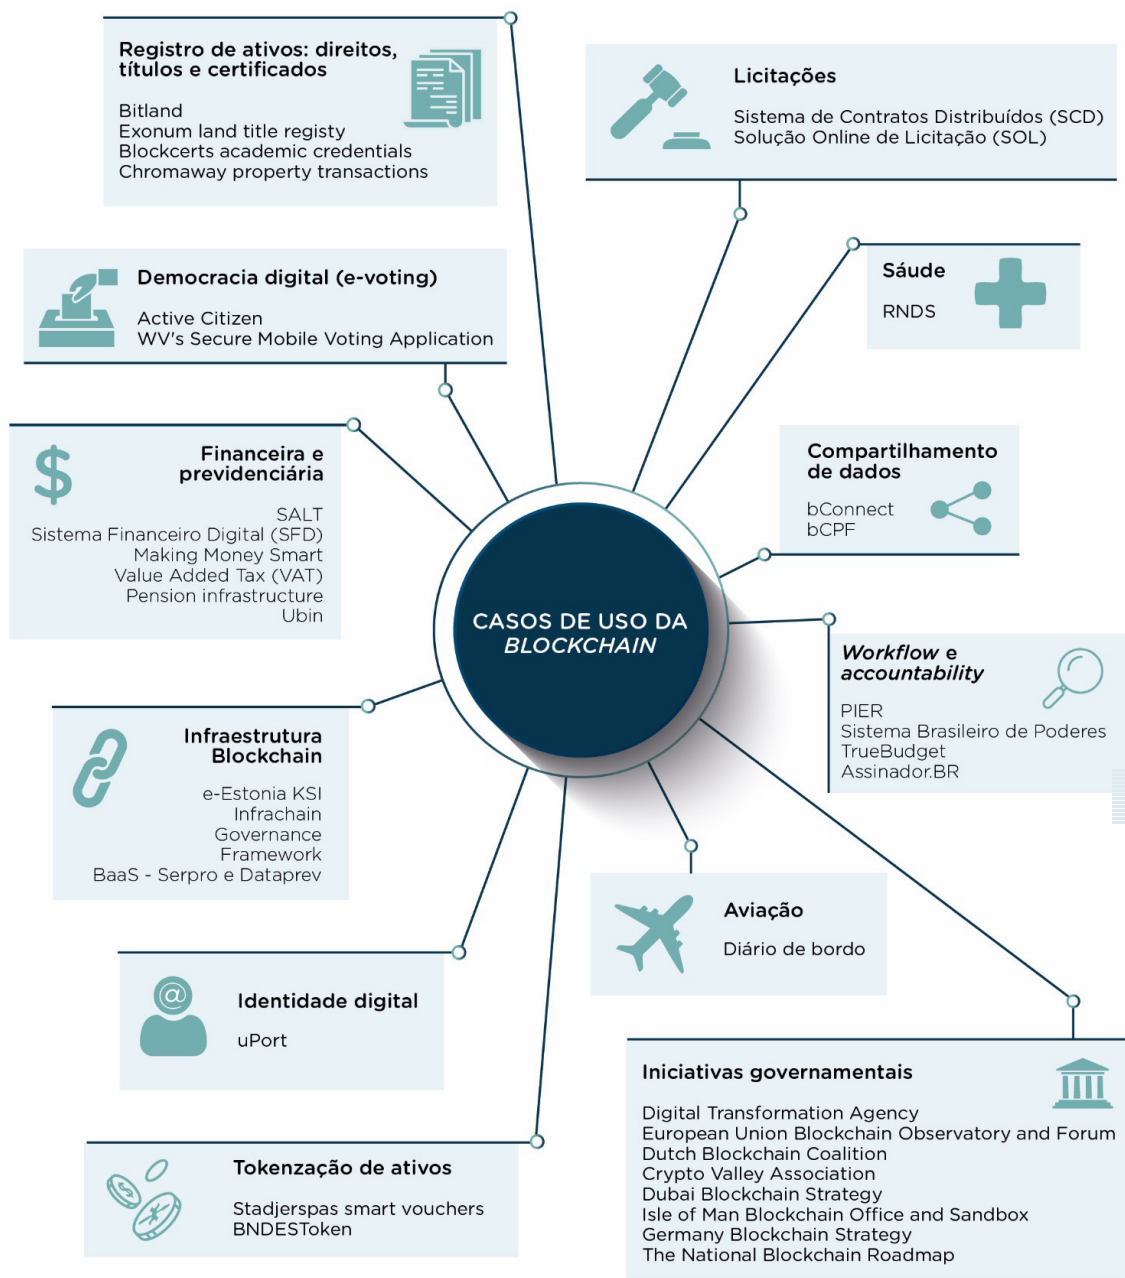 Registro de ativos: direitos,
títulos e certificados
Bitland
Exonum land title registy
Blockcerts academic credentials
Chromaway property transactions
Licitações
Sistema de Contratos Distribuídos (SCD)
Solução Online de Licitação (SOL)
Democracia digital (e-voting)
Active Citizen
WV's Secure Mobile Voting Application
Sáude
RNDS
Financeira e
previdenciária
SALT
Sistema Financeiro Digital (SFD)
Making Money Smart
Value Added Tax (VAT)
Pension infrastructure
Ubin
Compartilhamento
de dados
bConnect
bCPF
CASOS DE USO DA
BLOCKCHAIN
Workflow e
accountability
PIER
Sistema Brasileiro de Poderes
TrueBudget
Assinador.BR
Infraestrutura
Blockchain
e-Estonia KSI
Infrachain
Governance
Framework
BaaS - Serpro e Dataprev
Aviação
Diário de bordo
Identidade digital
@
uPort
Iniciativas governamentais
Digital Transformation Agency
European Union Blockchain Observatory and Forum
Dutch Blockchain Coalition
Crypto Valley Association
Dubai Blockchain Strategy
Isle of Man Blockchain Office and Sandbox
Germany Blockchain Strategy
The National Blockchain Roadmap
Tokenzação de ativos
Stadjerspas smart vouchers
BNDESToken